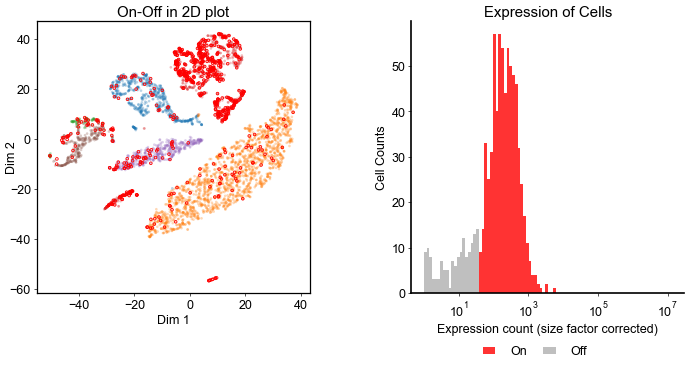 On-Off in 2D plot
40
20
0
−20
−40
−60
Dim 2
−40 −20 0 20 40
Dim 1
Expression of Cells
50
40
30
20
10
0
Cell Counts
10^1 10^3 10^5 10^7
Expression count (size factor corrected)
On Off